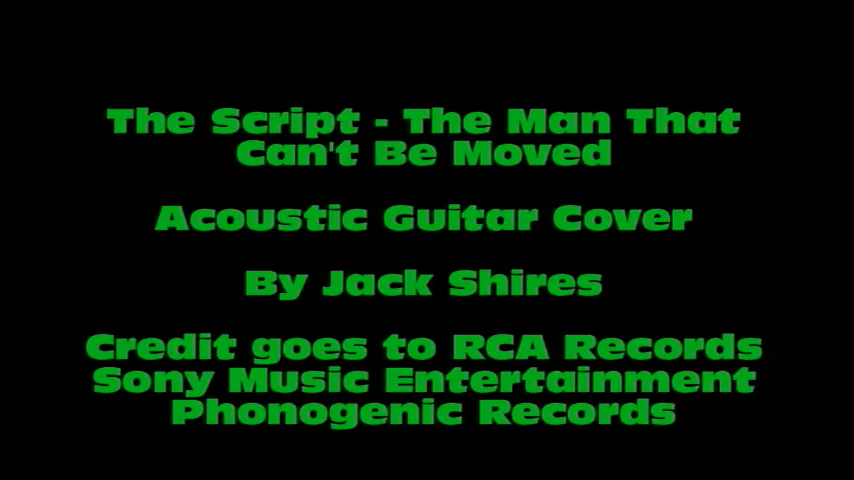 The Script - The Man That
Can't Be Moved
Acoustic Guitar Cover
By Jack Shires
Credit goes to RCA Records
Sony Music Entertainment
Phonogenic Records